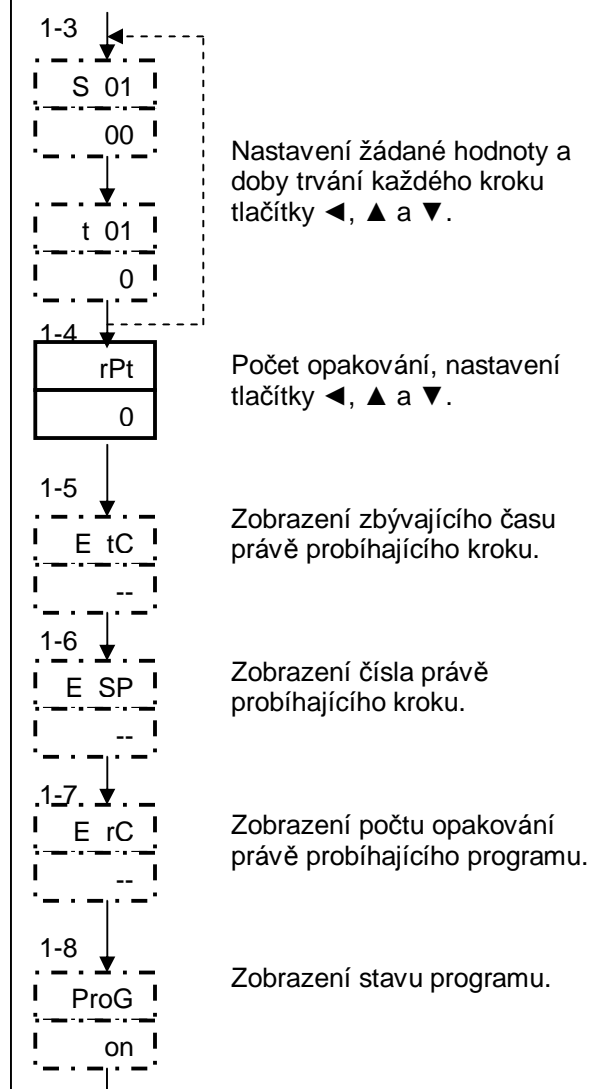 1-3
S 01
00
Nastavení žádané hodnoty a
doby trvání každého kroku
tlačítky ◄, ▲ a ▼.
t 01
0
1-4
rPt
0
Počet opakování, nastavení
tlačítky ◄, ▲ a ▼.
1-5
E tC
--
Zobrazení zbývajícího času
právě probíhajícího kroku.
1-6
E SP
--
Zobrazení čísla právě
probíhajícího kroku.
1-7
E rC
--
Zobrazení počtu opakování
právě probíhajícího programu.
1-8
ProG
on
Zobrazení stavu programu.